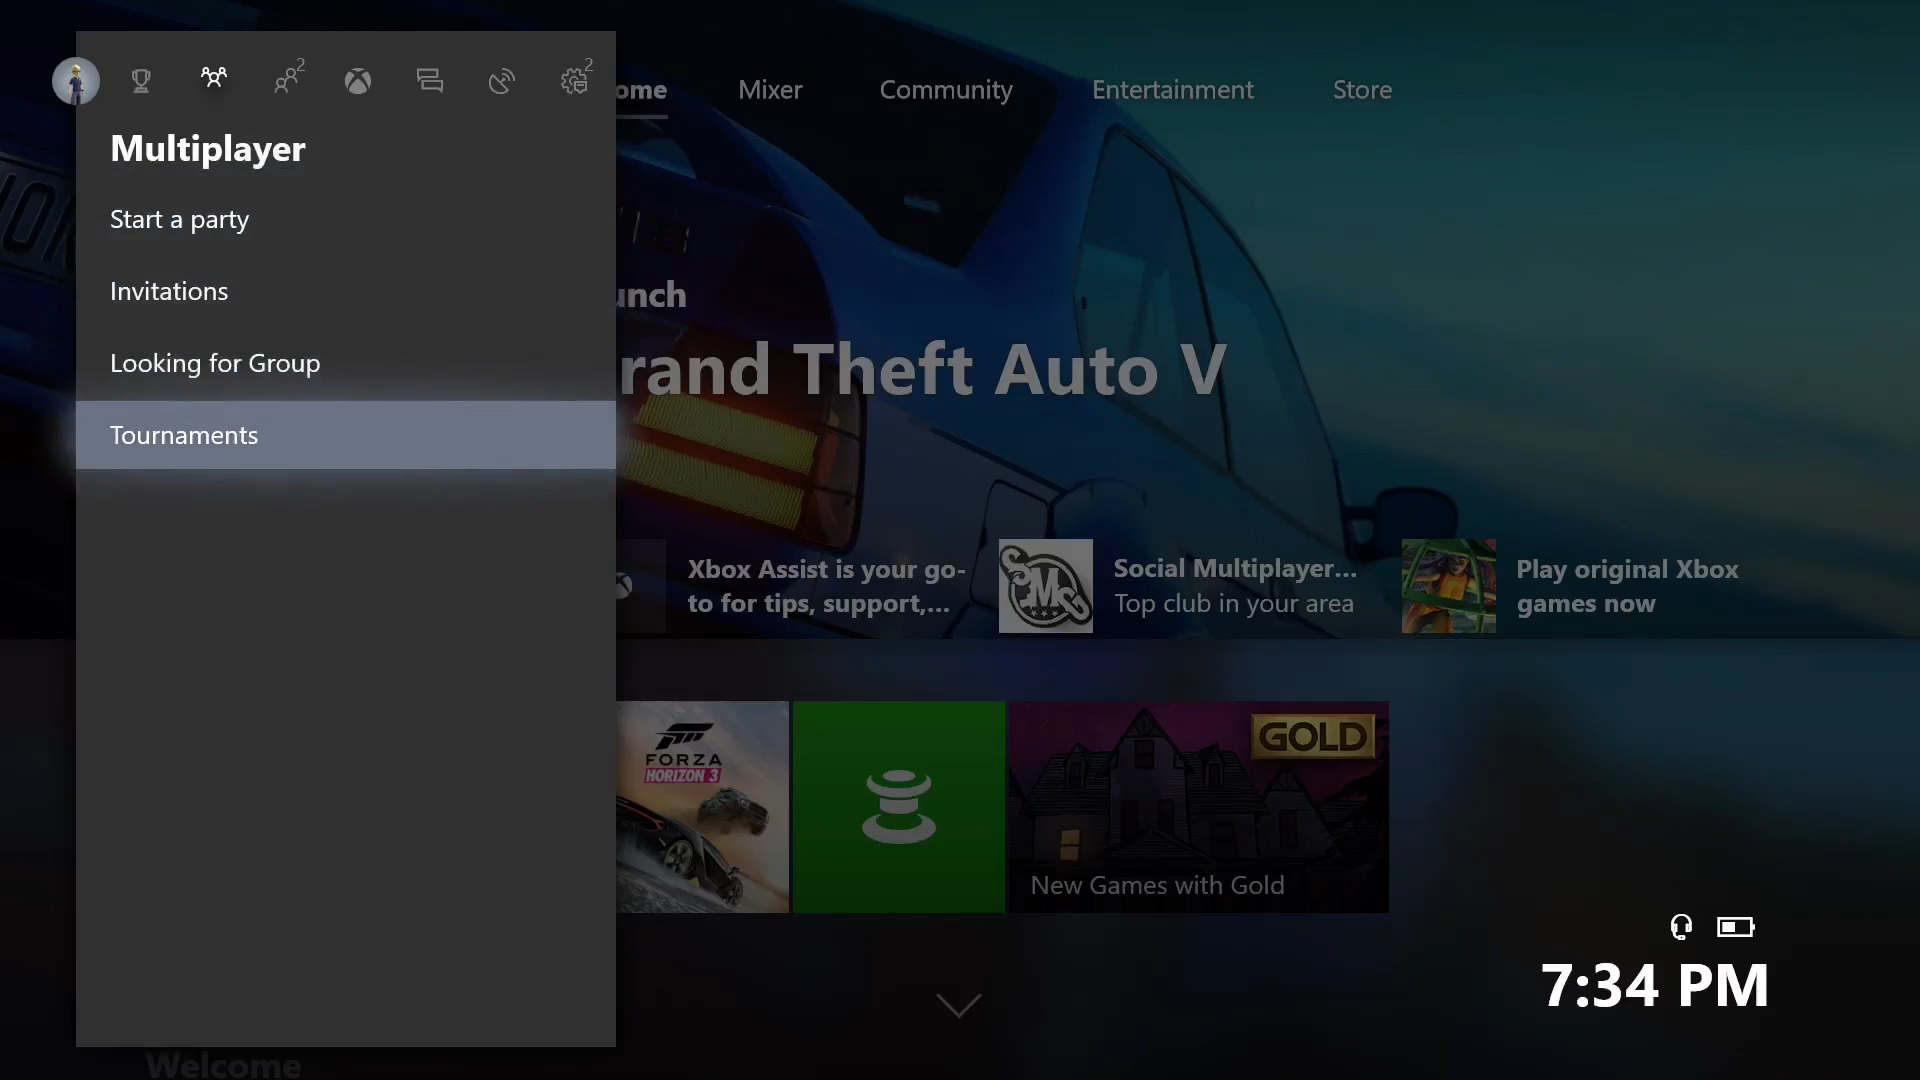 2
2
ome
Mixer
Community
Entertainment
Store
Multiplayer
Start a party
Invitations
Looking for Group
Tournaments
unch
rand Theft Auto V
Xbox Assist is your go-
to for tips, support,...
SMG
Social Multiplayer...
Top club in your area
Play original Xbox
games now
FORZA
HORIZON 3
GOLD
New Games with Gold
7:34 PM
Welcome